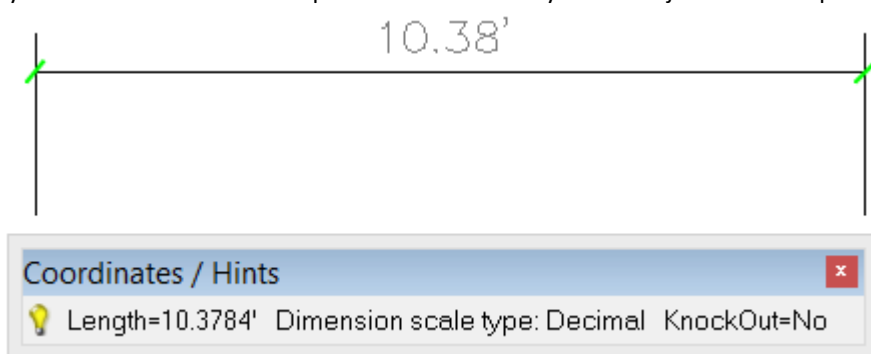 10.38'
Coordinates / Hints
x
Length=10.3784'  Dimension scale type: Decimal  KnockOut=No